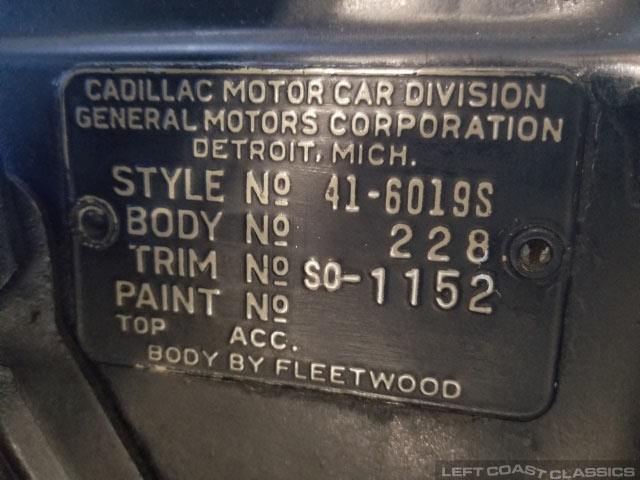 CADILLAC MOTOR CAR DIVISION
GENERAL MOTORS CORPORATION
DETROIT, MICH.
STYLE Nº 41-6019S
BODY Nº 228
TRIM Nº SO-1152
PAINT Nº
TOP ACC.
BODY BY FLEETWOOD
LEFT COAST CLASSICS